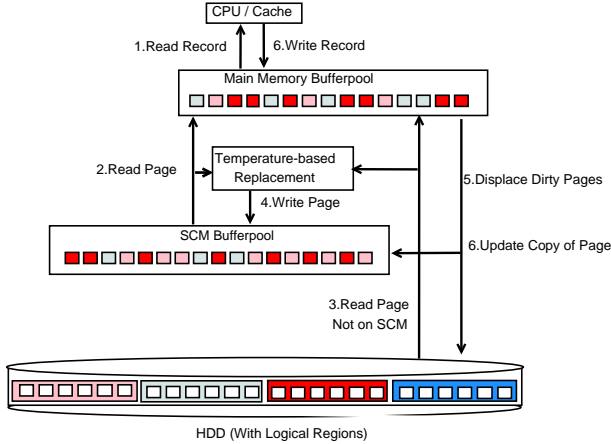 CPU / Cache
1.Read Record
6.Write Record
Main Memory Bufferpool
2.Read Page
Temperature-based
Replacement
5.Displace Dirty Pages
4.Write Page
SCM Bufferpool
6.Update Copy of Page
3.Read Page
Not on SCM
HDD (With Logical Regions)